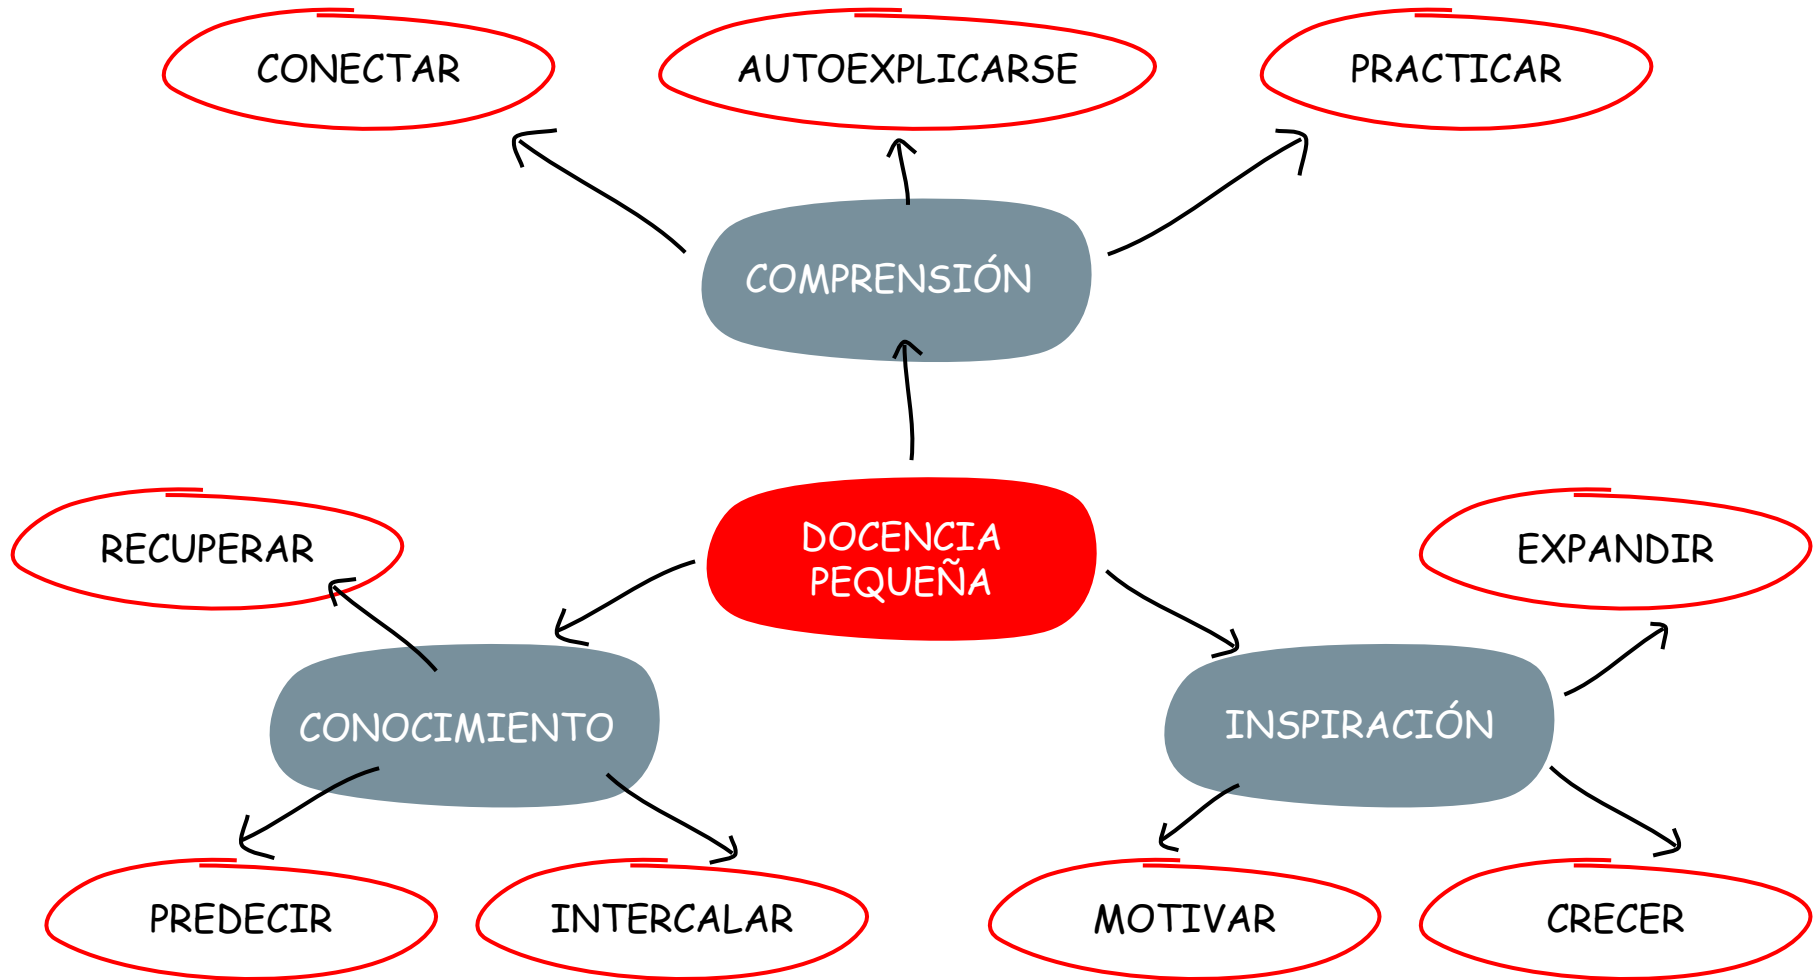 CONECTAR
AUTOEXPLICARSE
PRACTICAR
COMPRENSIÓN
DOCENCIA
PEQUEÑA
RECUPERAR
EXPANDIR
CONOCIMIENTO
INSPIRACIÓN
PREDECIR
INTERCALAR
MOTIVAR
CRECER